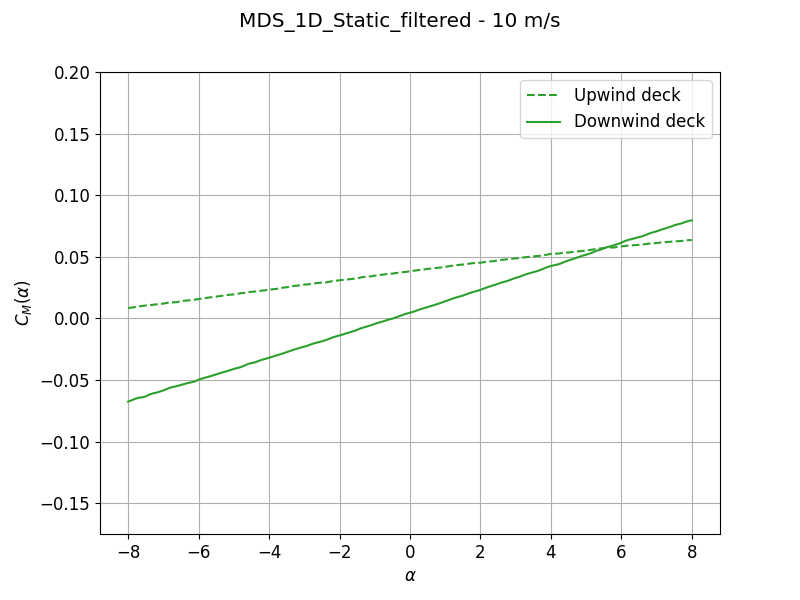 MDS_1D_Static_filtered - 10 m/s
Upwind deck
Downwind deck
0.20
0.15
0.10
0.05
0.00
−0.05
−0.10
−0.15
C_M(α)
−8 −6 −4 −2 0 2 4 6 8
α